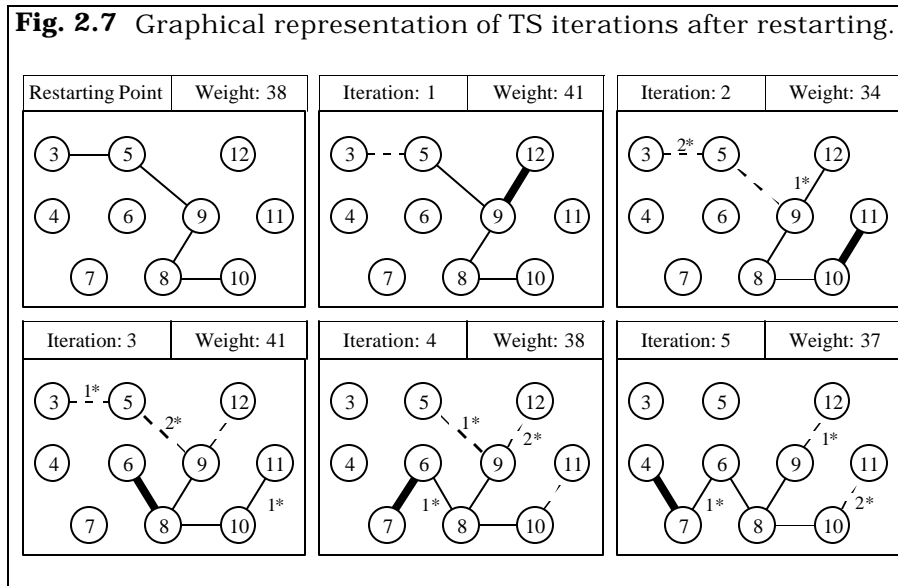 Fig. 2.7 Graphical representation of TS iterations after restarting.
Restarting Point Weight: 38
3 5 12
4 6 9 11
7 8 10
Iteration: 1 Weight: 41
3 5 12
4 6 9 11
7 8 10
Iteration: 2 Weight: 34
3 2* 5 12
1*
4 6 9 11
7 8 10
Iteration: 3 Weight: 41
3 1* 5 12
2*
4 6 9 11
1*
7 8 10
Iteration: 4 Weight: 38
3 5 12
1* 2*
4 6 9 11
1*
7 8 10
Iteration: 5 Weight: 37
3 5 12
1*
4 6 9 11
1* 2*
7 8 10